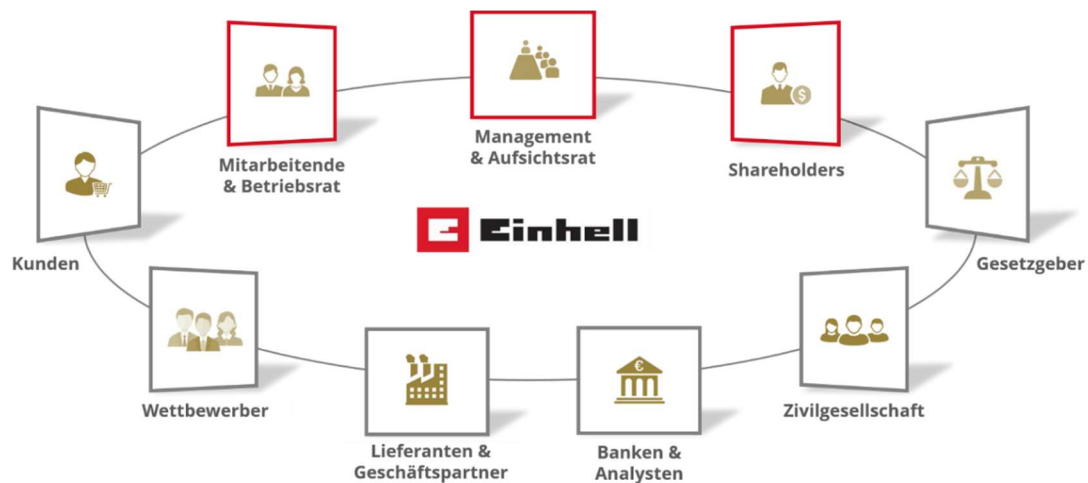 Mitarbeitende
& Betriebsrat
Management
& Aufsichtsrat
Shareholders
Kunden
Einhell
Gesetzgeber
Wettbewerber
Lieferanten &
Geschäftspartner
Banken &
Analysten
Zivilgesellschaft
$
€